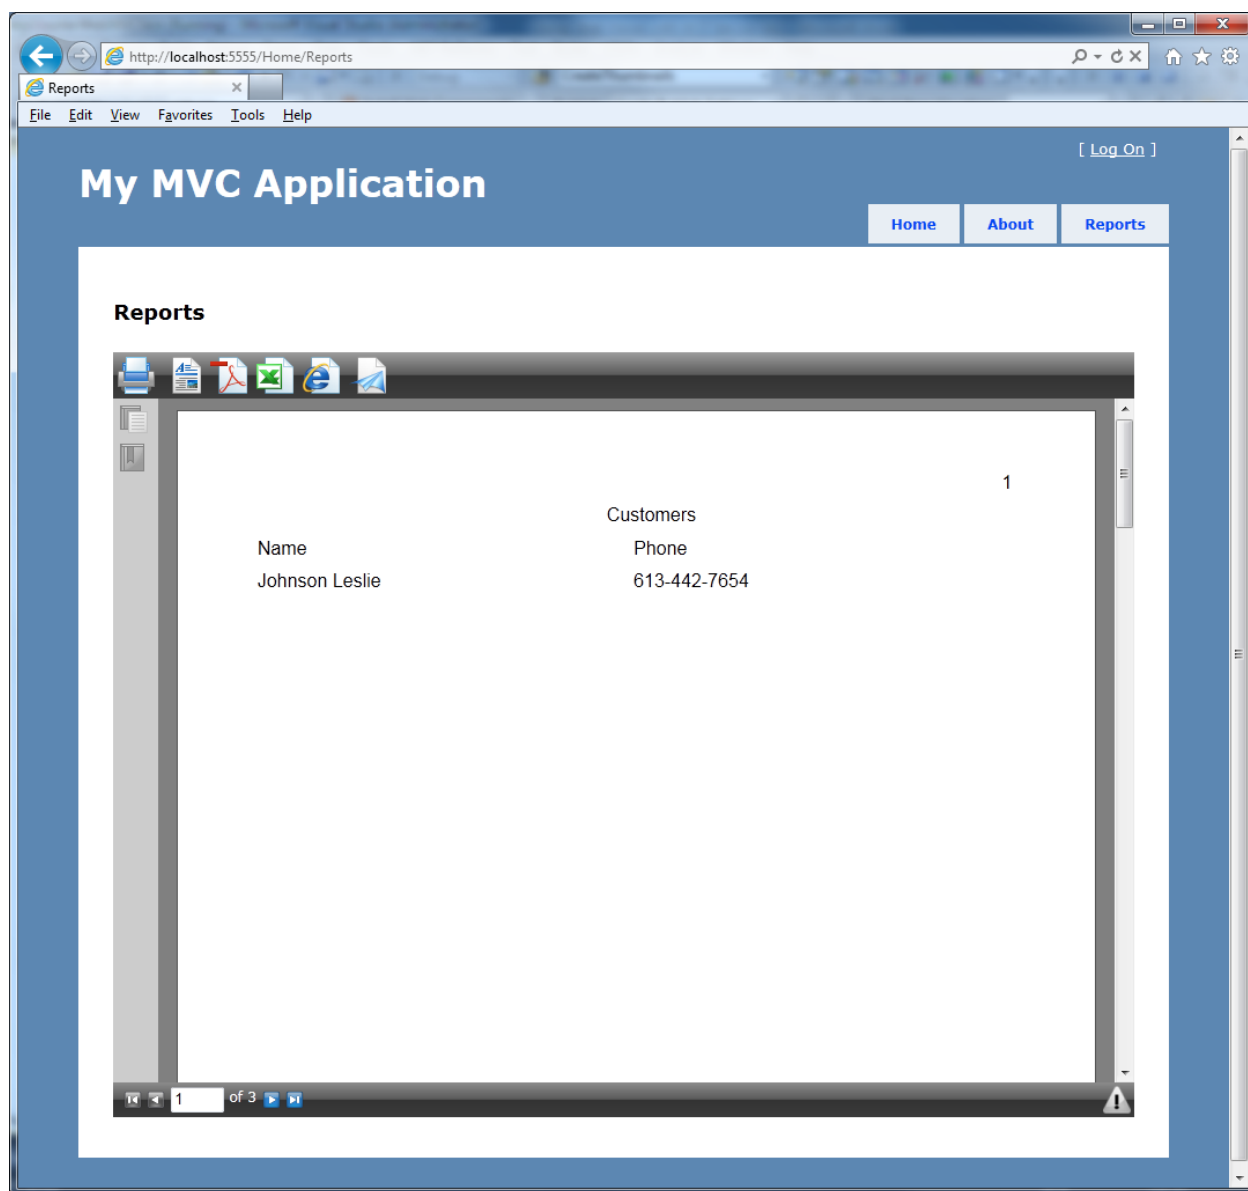 http://localhost:5555/Home/Reports
Reports
File Edit View Favorites Tools Help
[ Log On ]
My MVC Application
Home About Reports
Reports
1
Customers
Name Phone
Johnson Leslie 613-442-7654
1 of 3